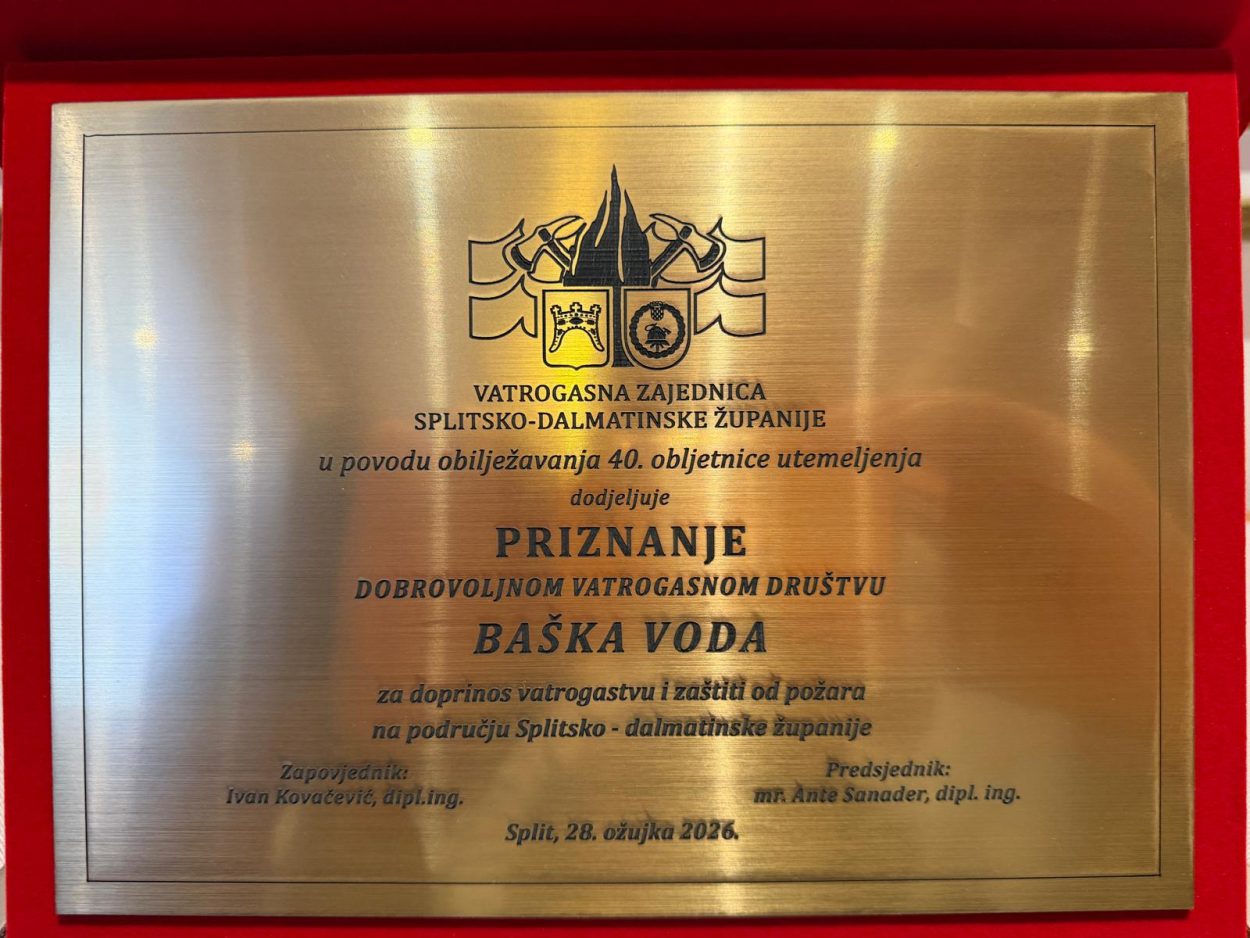 VATROGASNA ZAJEDNICA
SPLITSKO-DALMATINSKE ŽUPANIJE
u povodu obilježavanja 40. obljetnice utemeljenja
dodjeljuje
PRIZNANJE
DOBROVOLJNOM VATROGASNOM DRUŠTVU
BAŠKA VODA
za doprinos vatrogastvu i zaštiti od požara
na području Splitsko - dalmatinske županije
Zapovjednik:
Ivan Kovačević, dipl.ing.
Predsjednik:
mr. Ante Sanader, dipl. ing.
Split, 28. ožujka 2026.